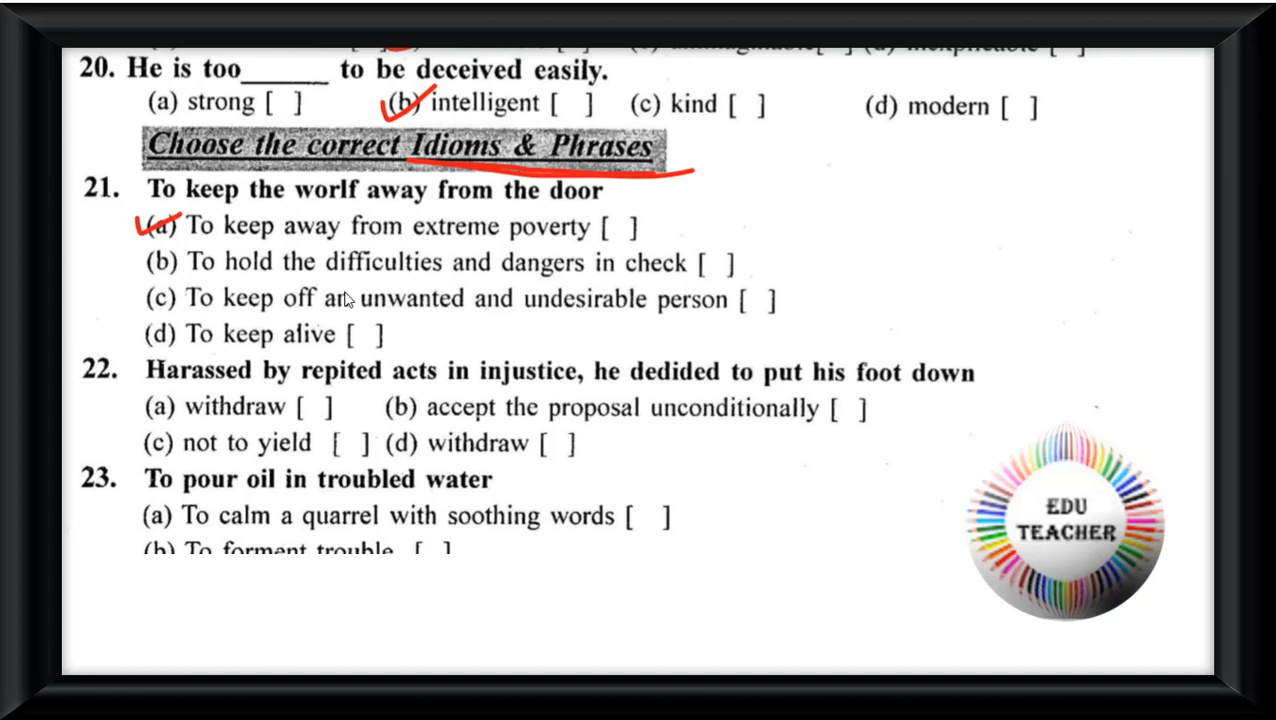 20. He is too______ to be deceived easily.
(a) strong [ ] (b) intelligent [ ] (c) kind [ ] (d) modern [ ]
Choose the correct Idioms & Phrases
21. To keep the worlf away from the door
(a) To keep away from extreme poverty [ ]
(b) To hold the difficulties and dangers in check [ ]
(c) To keep off an unwanted and undesirable person [ ]
(d) To keep alive [ ]
22. Harassed by repited acts in injustice, he dedided to put his foot down
(a) withdraw [ ] (b) accept the proposal unconditionally [ ]
(c) not to yield [ ] (d) withdraw [ ]
23. To pour oil in troubled water
(a) To calm a quarrel with soothing words [ ]
(b) To forment trouble [ ]
EDU
TEACHER